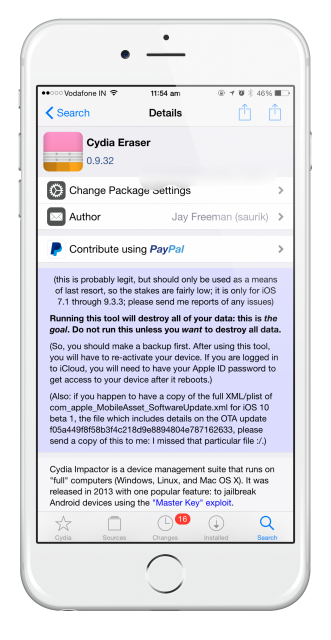 Vodafone IN 11:54 am 46%
Search Details
Cydia Eraser
0.9.32
Change Package Settings
Author Jay Freeman (saurik)
Contribute using PayPal
(this is probably legit, but should only be used as a means
of last resort, so the stakes are fairly low; it is only for iOS
7.1 through 9.3.3; please send me reports of any issues)
Running this tool will destroy all of your data: this is the
goal. Do not run this unless you want to destroy all data.
(So, you should make a backup first. After using this tool,
you will have to re-activate your device. If you are logged in
to iCloud, you will need to have your Apple ID password to
get access to your device after it reboots.)
(Also: if you happen to have a copy of the full XML/plist of
com_apple_MobileAsset_SoftwareUpdate.xml for iOS 10
beta 1, the file which includes details on the OTA update
f05a449f8f58b3f4c218d9e8894804e787162633, please
send a copy of this to me: I missed that particular file :/.)
Cydia Impactor is a device management suite that runs on
"full" computers (Windows, Linux, and Mac OS X). It was
released in 2013 with one popular feature: to jailbreak
Android devices using the "Master Key" exploit.
16
Cydia Sources Changes Installed Search